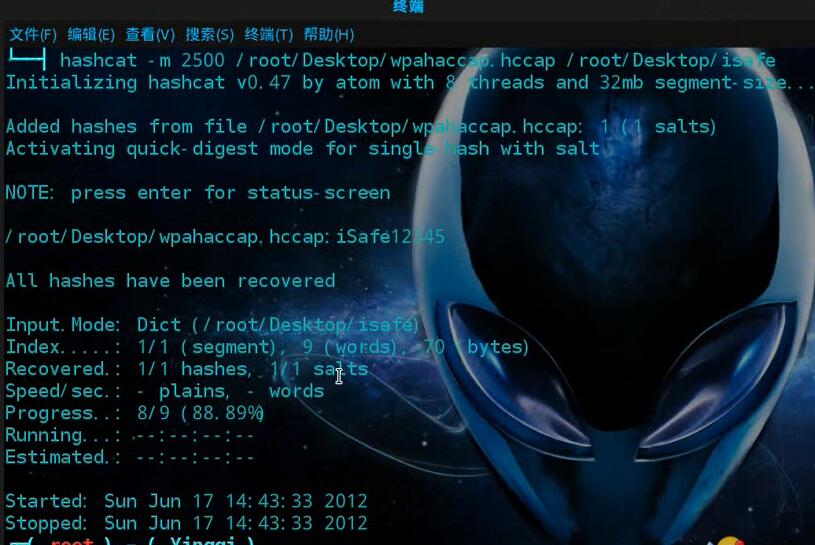 终端
文件(F) 编辑(E) 查看(V) 搜索(S) 终端(T) 帮助(H)
hashcat -m 2500 /root/Desktop/wpahaccap.hccap /root/Desktop/isafe
Initializing hashcat v0.47 by atom with 8 threads and 32mb segment-size...
Added hashes from file /root/Desktop/wpahaccap.hccap: 1 (1 salts)
Activating quick-digest mode for single-hash with salt
NOTE: press enter for status-screen
/root/Desktop/wpahaccap.hccap:iSafe12345
All hashes have been recovered
Input.Mode: Dict (/root/Desktop/isafe)
Index.....: 1/1 (segment), 9 (words), 70 (bytes)
Recovered.: 1/1 hashes, 1/1 salts
Speed/sec.: - plains, - words
Progress..: 8/9 (88.89%)
Running...: --:--:--:--
Estimated.: --:--:--:--
Started: Sun Jun 17 14:43:33 2012
Stopped: Sun Jun 17 14:43:33 2012
( root ) - ( Yingqi )